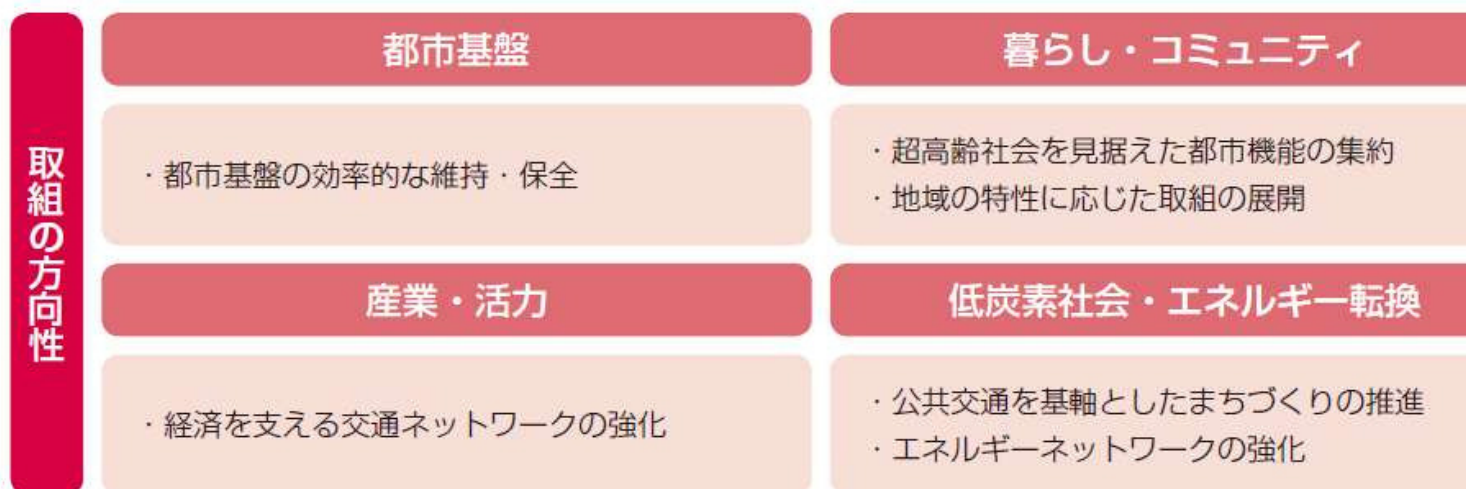 取組の方向性
都市基盤
・都市基盤の効率的な維持・保全
暮らし・コミュニティ
・超高齢社会を見据えた都市機能の集約
・地域の特性に応じた取組の展開
産業・活力
・経済を支える交通ネットワークの強化
低炭素社会・エネルギー転換
・公共交通を基軸としたまちづくりの推進
・エネルギーネットワークの強化